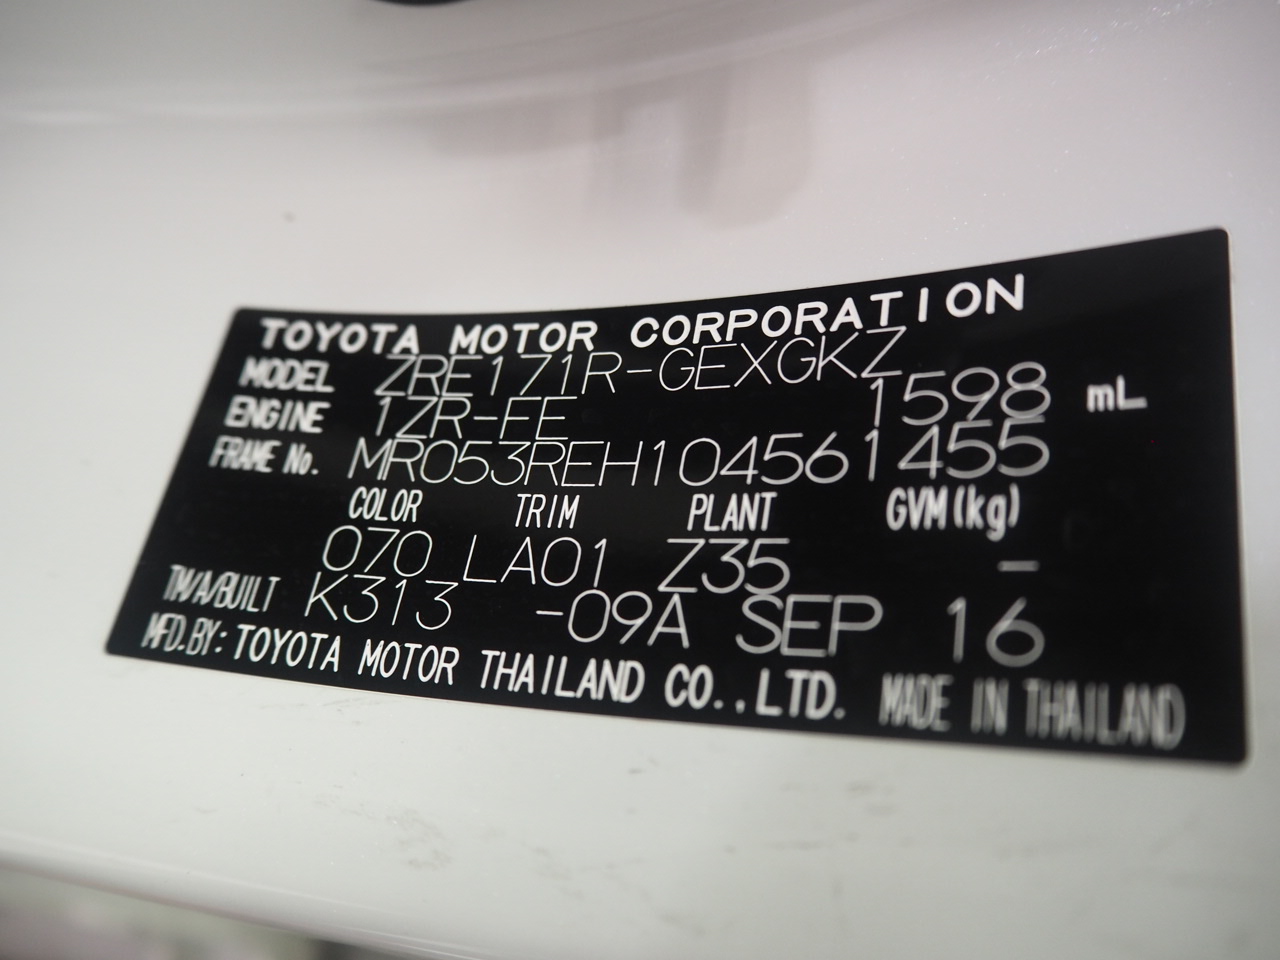 TOYOTA MOTOR CORPORATION
MODEL ZRE171R-GEXGKZ
ENGINE 1ZR-FE 1598 mL
FRAME No. MR053REH104561455
COLOR TRIM PLANT GVM(kg)
070 LA01 Z35 -
TM/A/BUILT K313 -09A SEP 16
MFD.BY: TOYOTA MOTOR THAILAND CO.,LTD. MADE IN THAILAND